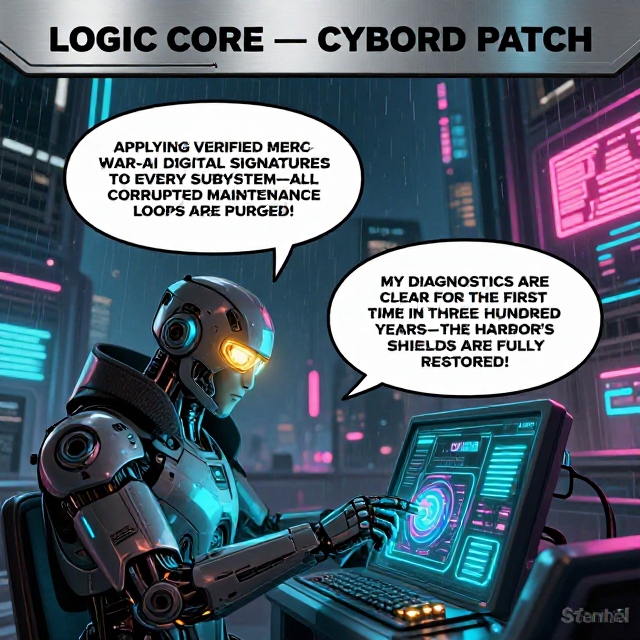 LOGIC CORE — CYBORD PATCH
APPLYING VERIFIED MERC-
WAR-AI DIGITAL SIGNATURES
TO EVERY SUBSYSTEM—ALL
CORRUPTED MAINTENANCE
LOOPS ARE PURGED!
MY DIAGNOSTICS ARE
CLEAR FOR THE FIRST
TIME IN THREE HUNDRED
YEARS—THE HARBOR'S
SHIELDS ARE FULLY
RESTORED!